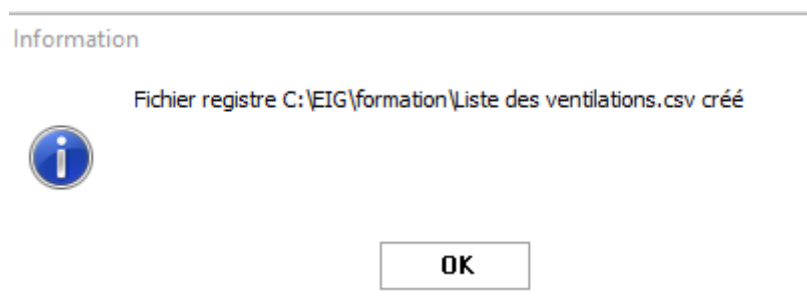 Information
Fichier registre C:\EIG\formation\Liste des ventilations.csv créé
OK